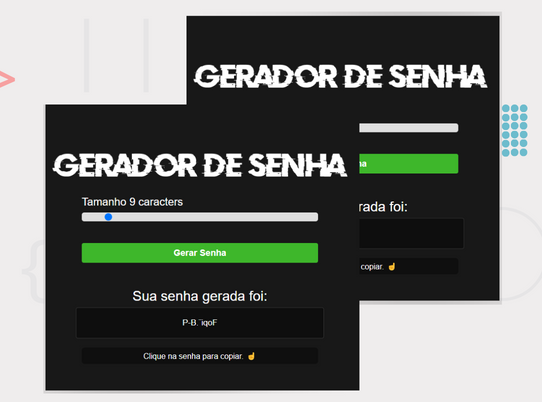 GERADOR DE SENHA
ha
rada foi:
copiar. ☝
GERADOR DE SENHA
Tamanho 9 caracters
Gerar Senha
Sua senha gerada foi:
P-B.¨iqoF
Clique na senha para copiar. ☝